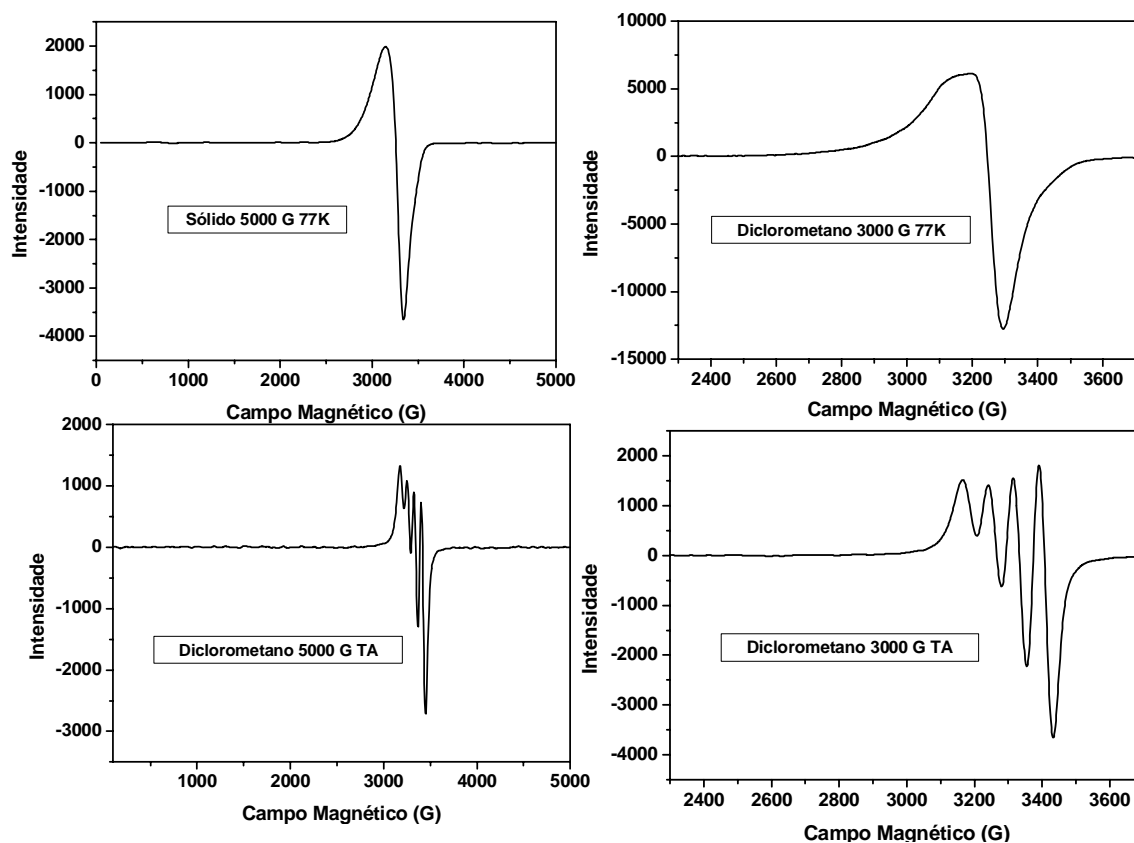 Intensidade
2000
1000
0
-1000
-2000
-3000
-4000
Sólido 5000 G 77K
0 1000 2000 3000 4000 5000
Campo Magnético (G)
Intensidade
10000
5000
0
-5000
-10000
-15000
Diclorometano 3000 G 77K
2400 2600 2800 3000 3200 3400 3600
Campo Magnético (G)
Intensidade
2000
1000
0
-1000
-2000
-3000
Diclorometano 5000 G TA
1000 2000 3000 4000 5000
Campo Magnético (G)
Intensidade
2000
1000
0
-1000
-2000
-3000
-4000
Diclorometano 3000 G TA
2400 2600 2800 3000 3200 3400 3600
Campo Magnético (G)